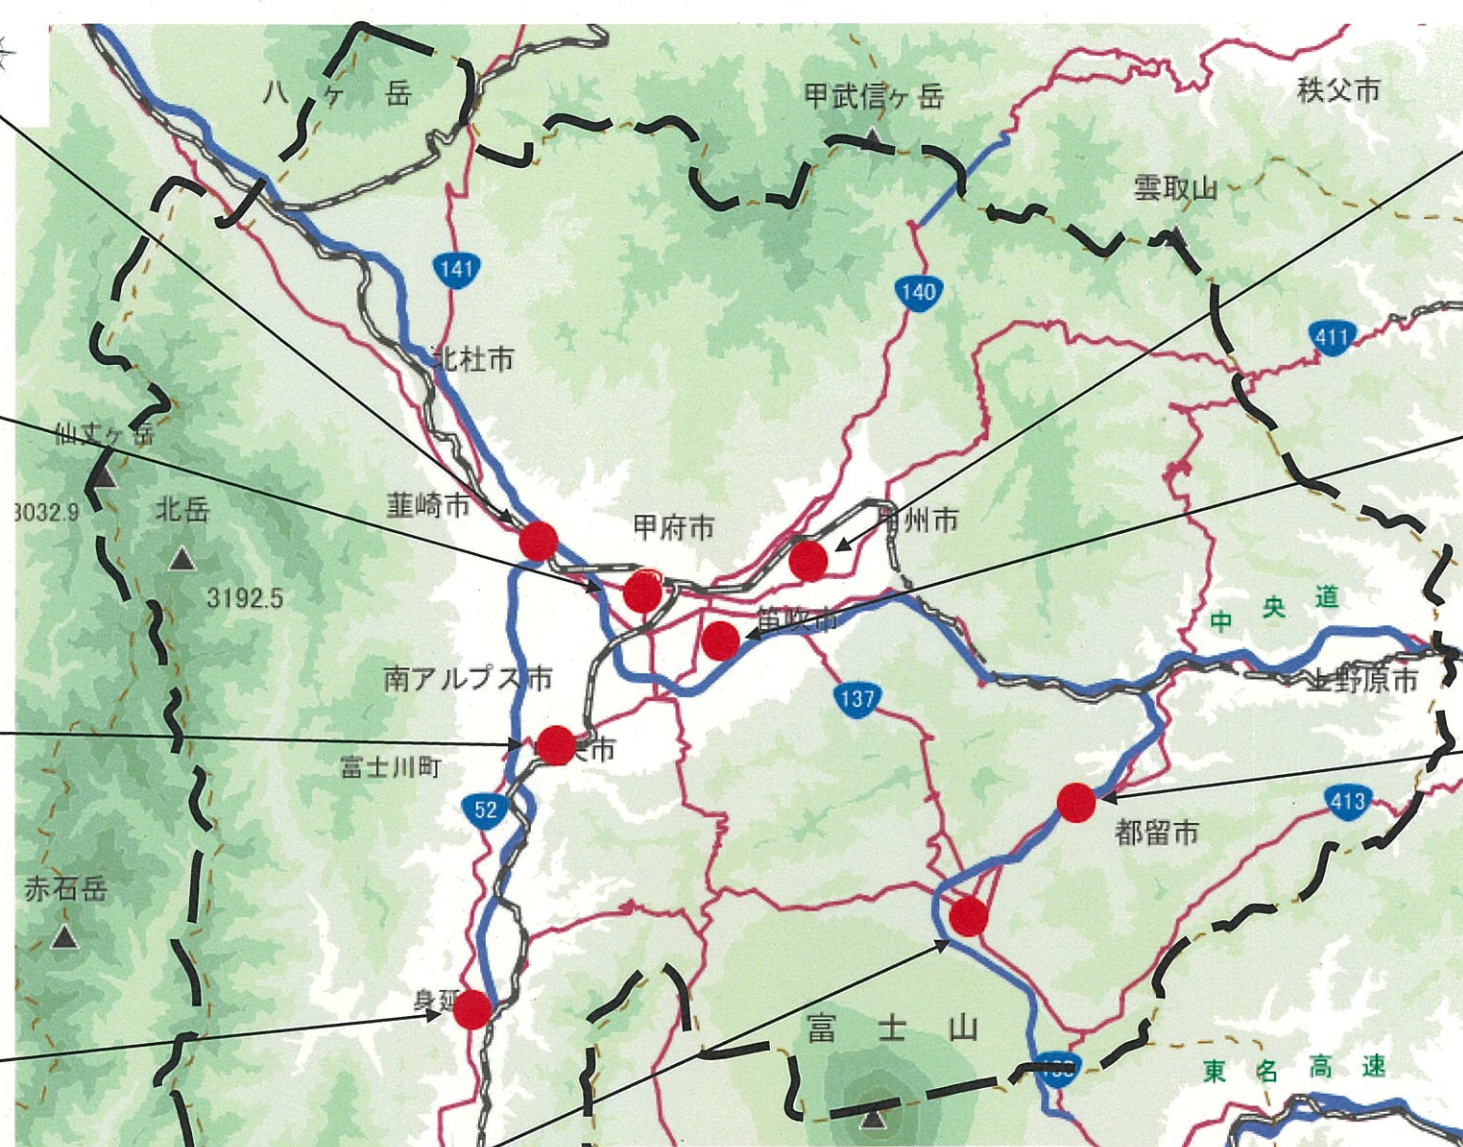 八ヶ岳
甲武信ヶ岳
秩父市
雲取山
141
140
411
北杜市
仙丈ヶ岳
3032.9
北岳
韮崎市
甲府市
州市
3192.5
笛吹市
中央道
南アルプス市
上野原市
137
市
富士川町
52
413
都留市
赤石岳
身延
富士山
東名高速